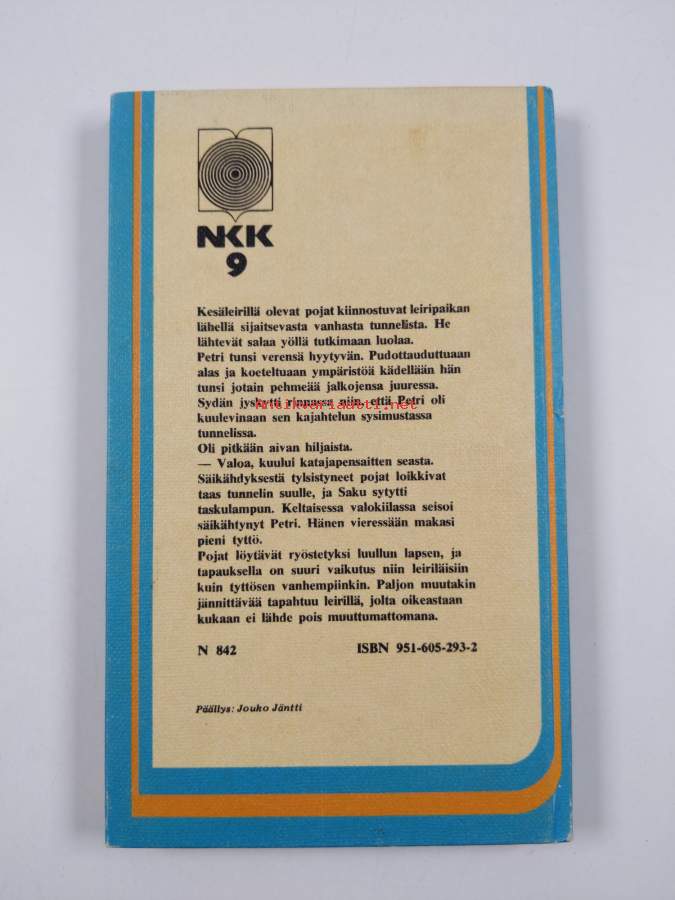 NKK
9
Kesäleirillä olevat pojat kiinnostuvat leiripaikan
lähellä sijaitsevasta vanhasta tunnelista. He
lähtevät salaa yöllä tutkimaan luolaa.
Petri tunsi verensä hyytyvän. Pudottauduttuaan
alas ja koeteltuaan ympäristöä kädellään hän
tunsi jotain pehmeää jalkojensa juuressa.
Sydän jyskytti rinnassa niin, että Petri oli
Antikvariaatti.net
kuulevinaan sen kajahtelun sysimustassa
tunnelissa.
Oli pitkään aivan hiljaista.
— Valoa, kuului katajapensaitten seasta.
Säikähdyksestä tylsistyneet pojat loikkivat
taas tunnelin suulle, ja Saku sytytti
taskulampun. Keltaisessa valokiilassa seisoi
säikähtynyt Petri. Hänen vieressään makasi
pieni tyttö.
Pojat löytävät ryöstetyksi luullun lapsen, ja
tapauksella on suuri vaikutus niin leiriläisiin
kuin tyttösen vanhempiinkin. Paljon muutakin
jännittävää tapahtuu leirillä, jolta oikeastaan
kukaan ei lähde pois muuttumattomana.
N 842 ISBN 951-605-293-2
Päällys: Jouko Jäntti